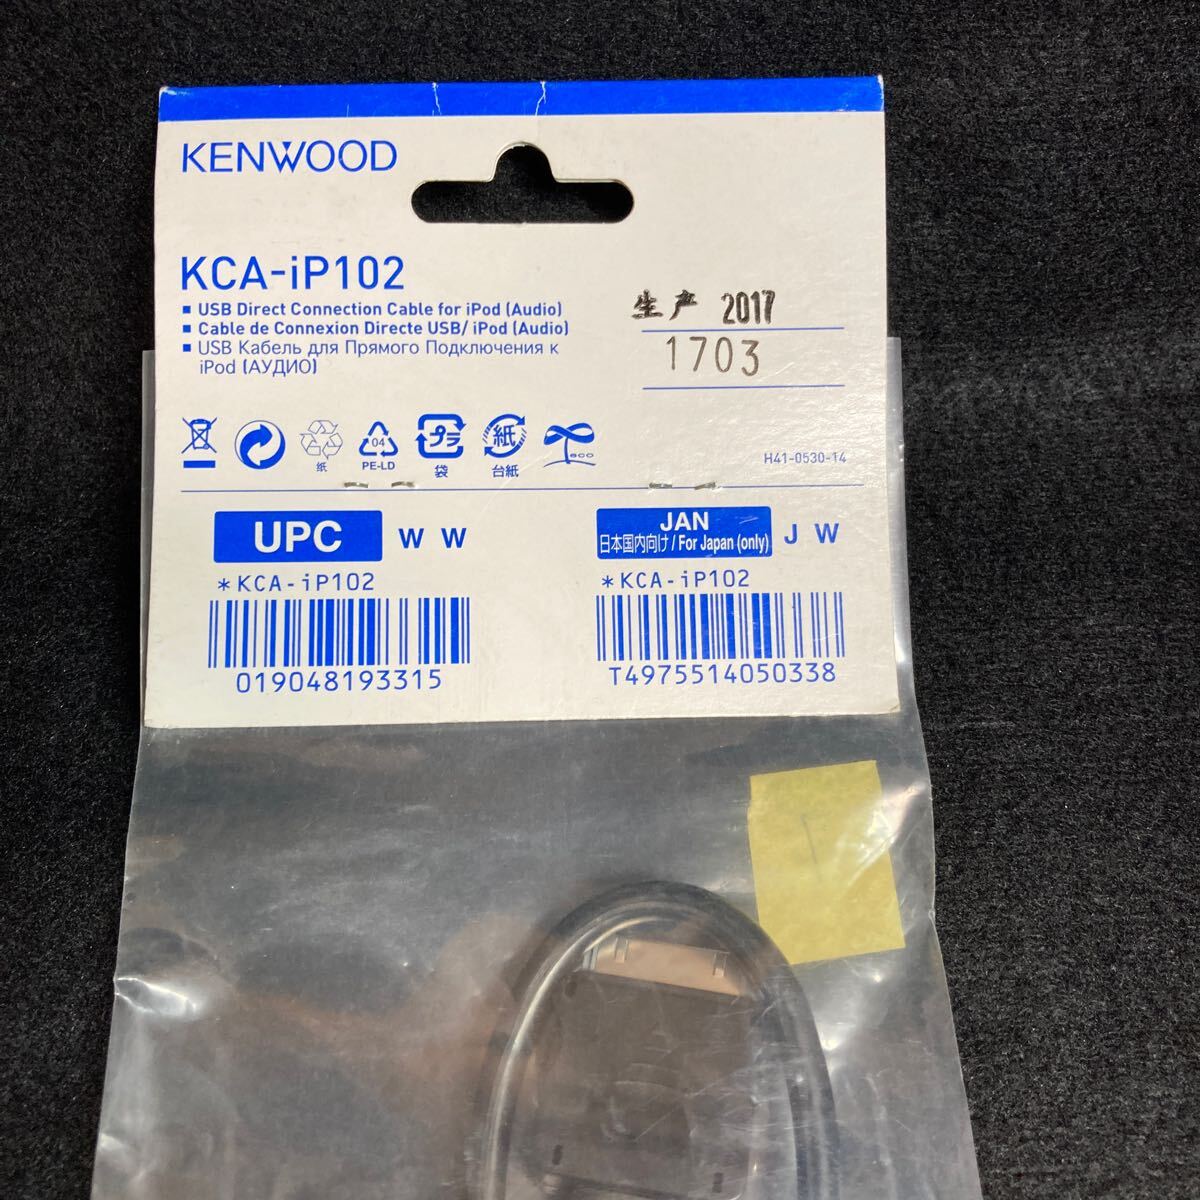 KENWOOD
KCA-iP102
▪ USB Direct Connection Cable for iPod (Audio)
▪ Cable de Connexion Directe USB/ iPod (Audio)
▪ USB Кабель для Прямого Подключения к
iPod (АУДИО)
生产 2017
1703
纸
04
PE-LD
プラ
袋
紙
台紙
eco
H41-0530-14
UPC W W
JAN
日本国内向け / For Japan (only)
J W
*KCA-iP102
019048193315
*KCA-iP102
T4975514050338